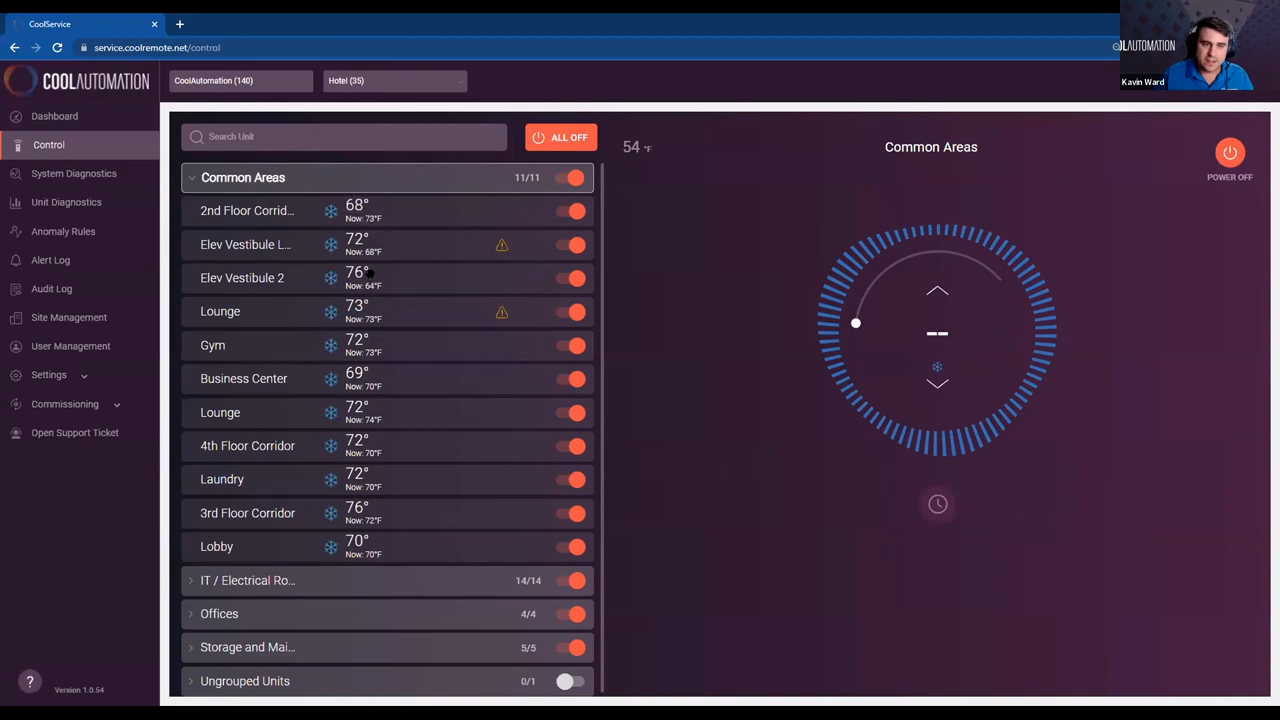 CoolService
service.coolremote.net/control
COOLAUTOMATION
CoolAutomation (140)
Hotel (35)
LAUTOMATION
Kavin Ward
Dashboard
Control
System Diagnostics
Unit Diagnostics
Anomaly Rules
Alert Log
Audit Log
Site Management
User Management
Settings
Commissioning
Open Support Ticket
?
Version 1.0.54
Search Unit
ALL OFF
Common Areas
11/11
2nd Floor Corrid...
68°
Now: 73°F
Elev Vestibule L...
72°
Now: 68°F
Elev Vestibule 2
76°
Now: 64°F
Lounge
73°
Now: 73°F
Gym
72°
Now: 73°F
Business Center
69°
Now: 70°F
Lounge
72°
Now: 74°F
4th Floor Corridor
72°
Now: 70°F
Laundry
72°
Now: 70°F
3rd Floor Corridor
76°
Now: 72°F
Lobby
70°
Now: 70°F
IT / Electrical Ro...
14/14
Offices
4/4
Storage and Mai...
5/5
Ungrouped Units
0/1
54 °F
Common Areas
POWER OFF
--